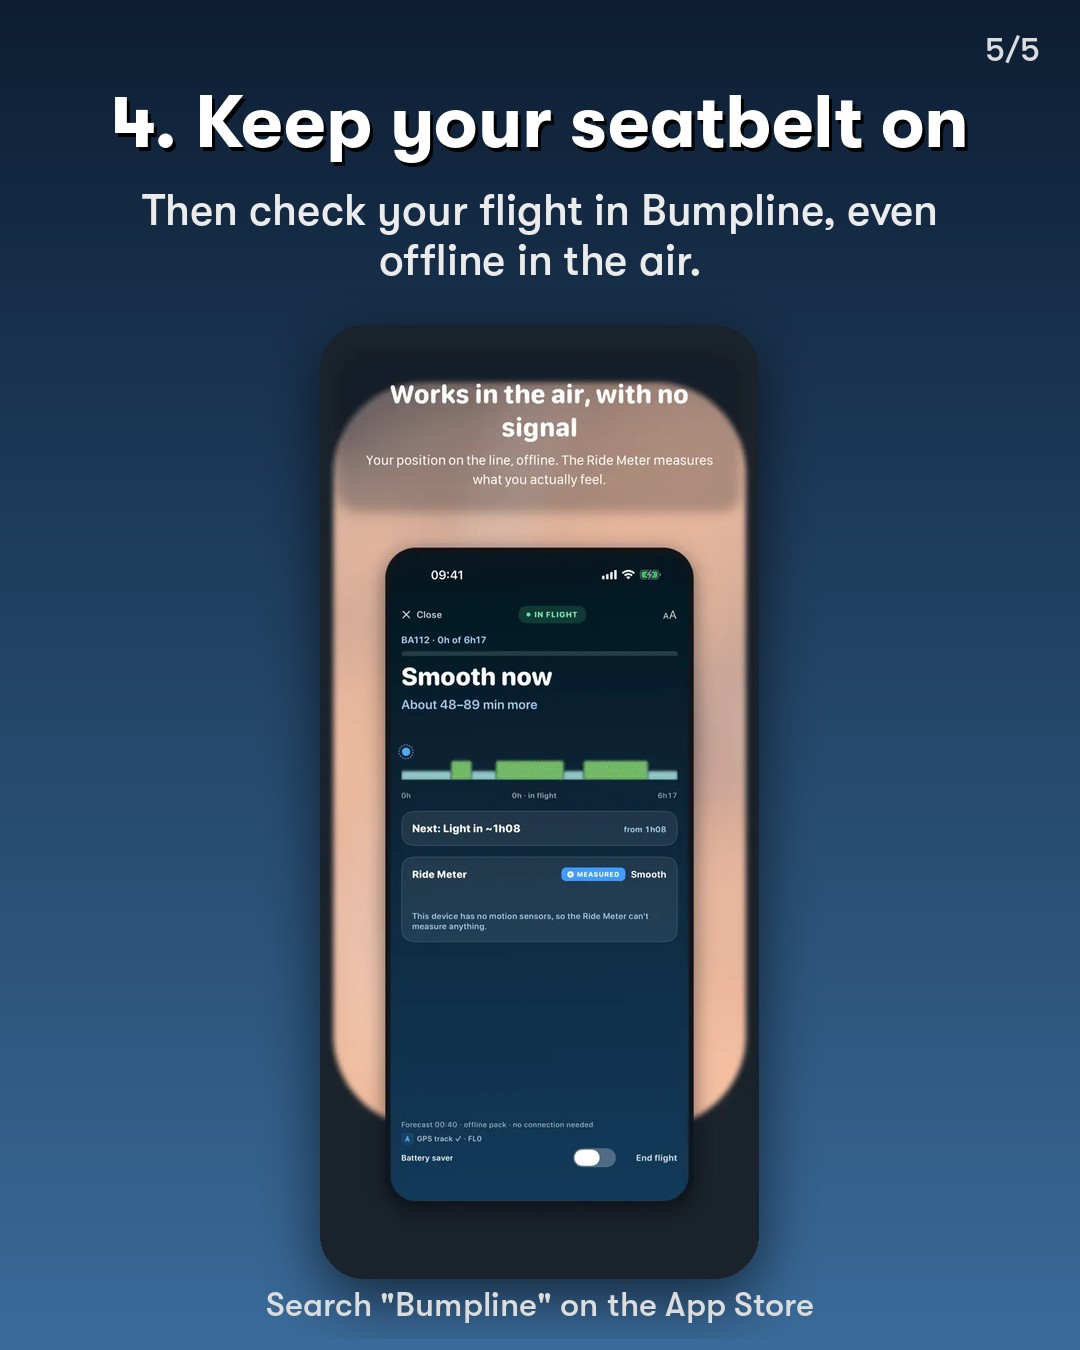 5/5
4. Keep your seatbelt on
Then check your flight in Bumpline, even
offline in the air.
Works in the air, with no
signal
Your position on the line, offline. The Ride Meter measures
what you actually feel.
09:41
Close
IN FLIGHT
AA
BA112 · 0h of 6h17
Smooth now
About 48–89 min more
0h
0h · in flight
6h17
Next: Light in ~1h08
from 1h08
Ride Meter
MEASURED
Smooth
This device has no motion sensors, so the Ride Meter can't
measure anything.
Forecast 00:40 · offline pack · no connection needed
A GPS track ✓ · FL0
Battery saver
End flight
Search "Bumpline" on the App Store